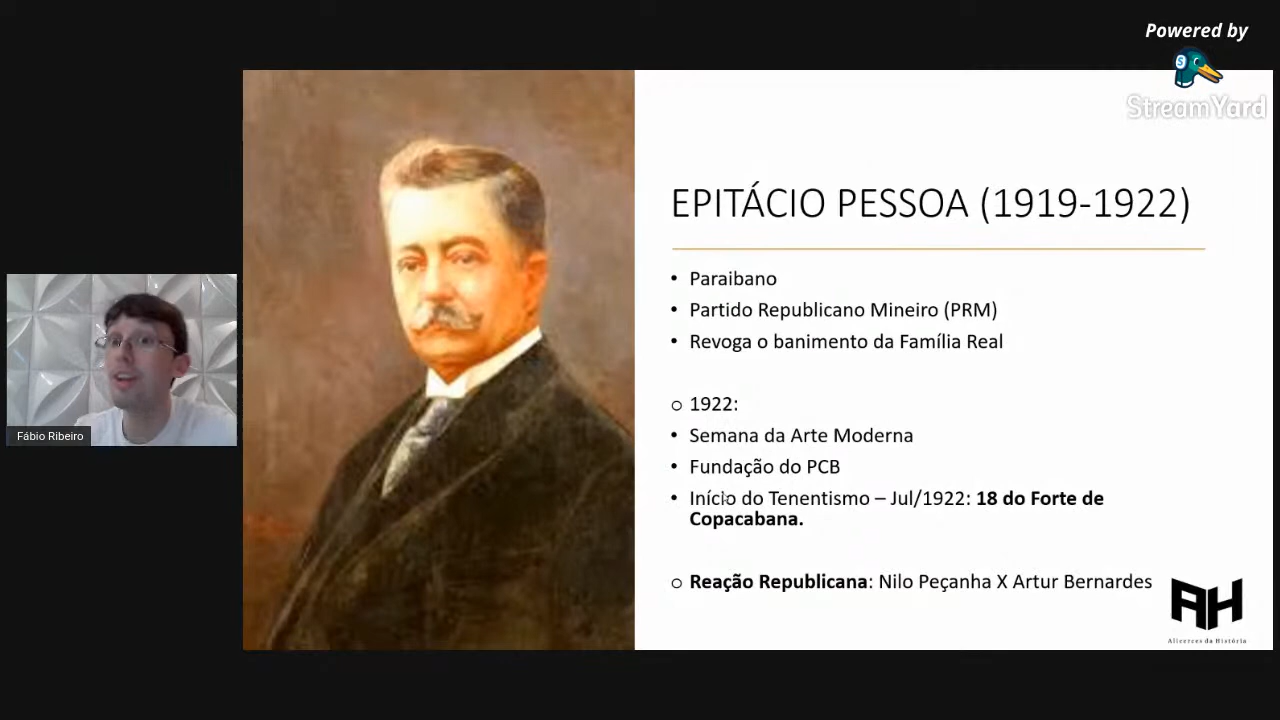 Powered by
StreamYard
EPITÁCIO PESSOA (1919-1922)
• Paraibano
• Partido Republicano Mineiro (PRM)
• Revoga o banimento da Família Real
o 1922:
• Semana da Arte Moderna
• Fundação do PCB
• Início do Tenentismo – Jul/1922: 18 do Forte de
Copacabana.
o Reação Republicana: Nilo Peçanha X Artur Bernardes
AH
Alicerces da História
Fábio Ribeiro